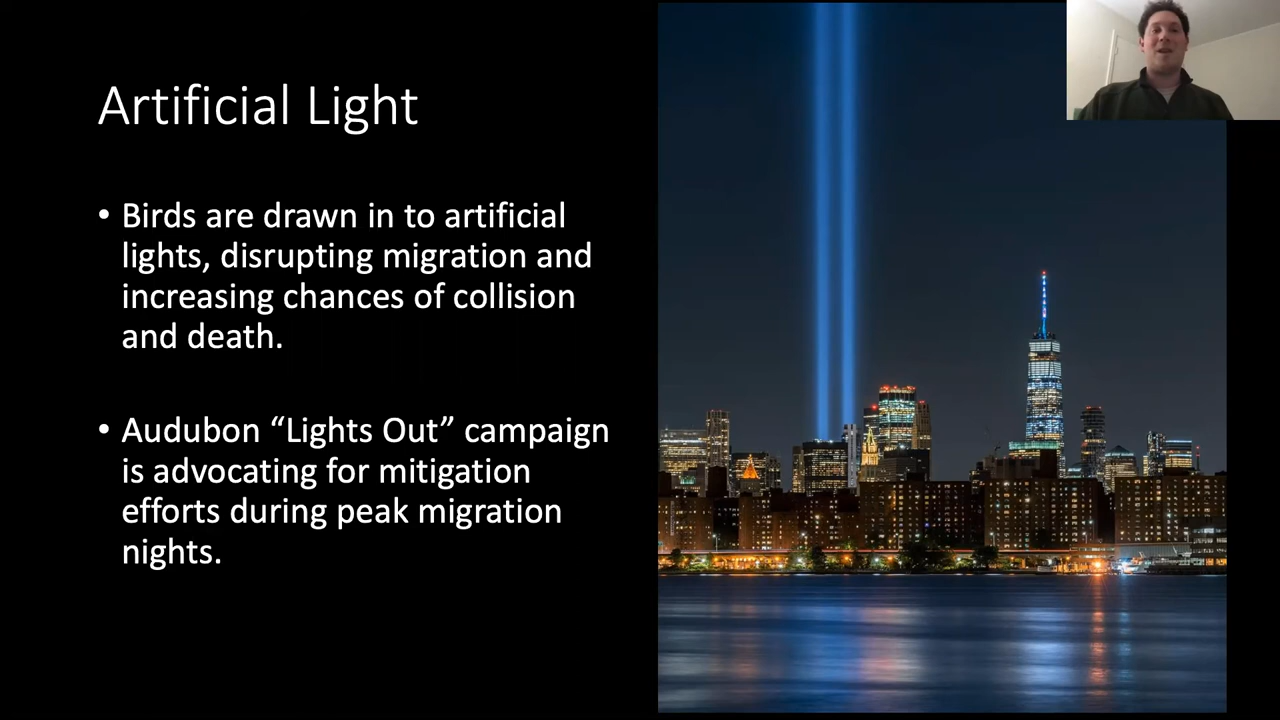 Artificial Light
• Birds are drawn in to artificial
lights, disrupting migration and
increasing chances of collision
and death.
• Audubon “Lights Out” campaign
is advocating for mitigation
efforts during peak migration
nights.